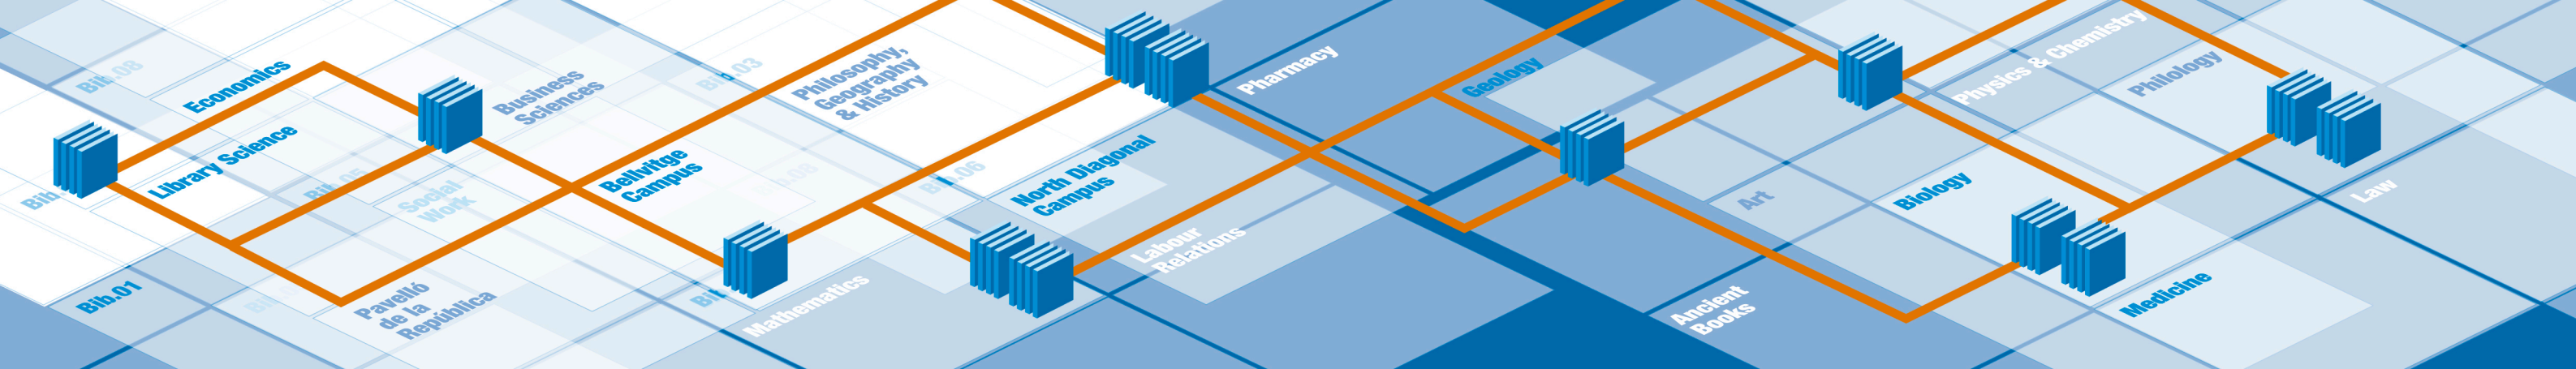 Bib.08
Economics
Library Science
Bib
Bib.01
Bib.05
Social
Work
Pavelló
de la
República
Business
Sciences
Bellvitge
Campus
Bib.03
Philosophy,
Geography
& History
Mathematics
North Diagonal
Campus
Labour
Relations
Pharmacy
Geology
Art
Ancient
Books
Physics & Chemistry
Philology
Biology
Medicine
Law